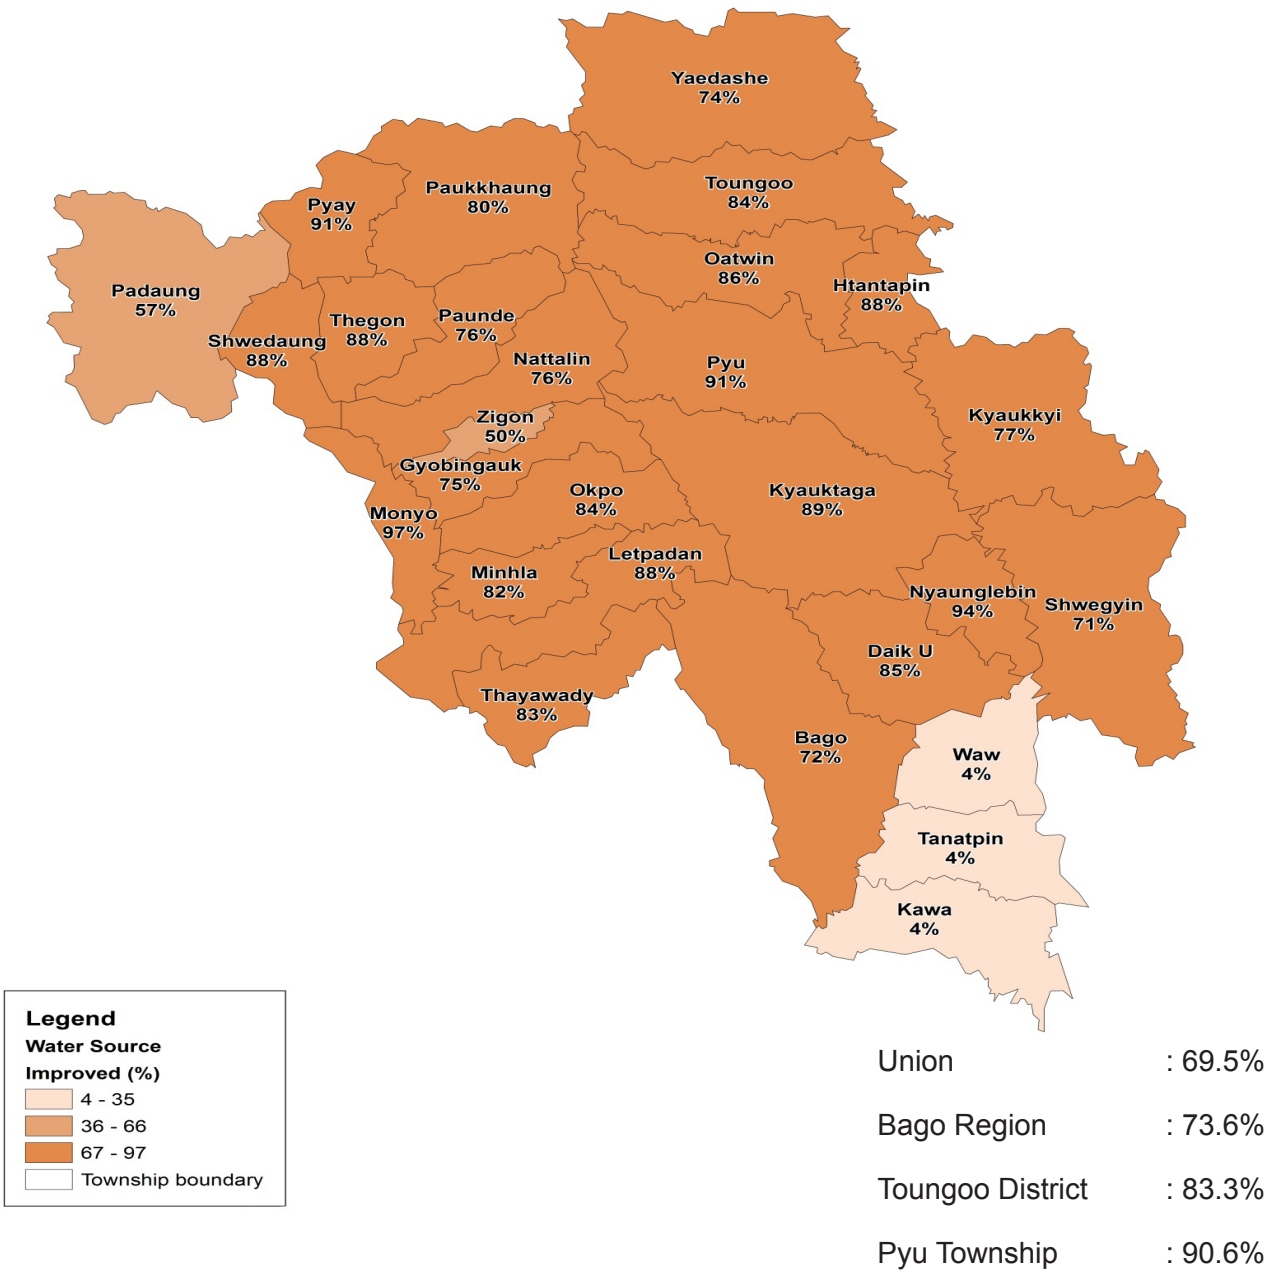 Yaedashe
74%
Toungoo
84%
Paukkhaung
80%
Pyay
91%
Oatwin
86%
Htantapin
88%
Padaung
57%
Shwedaung
88%
Thegon
88%
Paunde
76%
Nattalin
76%
Pyu
91%
Kyaukkyi
77%
Zigon
50%
Gyobingauk
75%
Okpo
84%
Kyauktaga
89%
Monyo
97%
Minhla
82%
Letpadan
88%
Nyaunglebin
94%
Shwegyin
71%
Daik U
85%
Thayawady
83%
Bago
72%
Waw
4%
Tanatpin
4%
Kawa
4%
Legend
Water Source
Improved (%)
4 - 35
36 - 66
67 - 97
Township boundary
Union : 69.5%
Bago Region : 73.6%
Toungoo District : 83.3%
Pyu Township : 90.6%